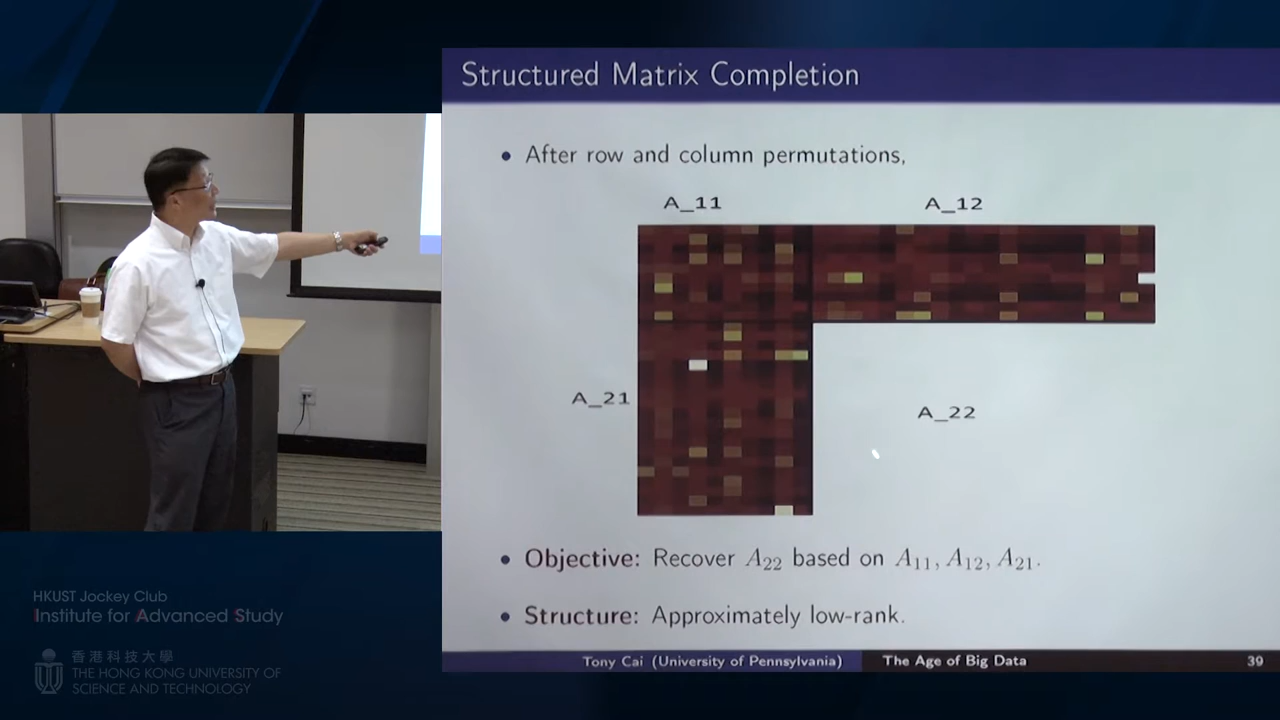 Structured Matrix Completion
• After row and column permutations,
A_11
A_12
A_21
A_22
• Objective: Recover A₂₂ based on A₁₁, A₁₂, A₂₁.
• Structure: Approximately low-rank.
Tony Cai (University of Pennsylvania)
The Age of Big Data
39
HKUST Jockey Club
Institute for Advanced Study
香港科技大學
THE HONG KONG UNIVERSITY OF
SCIENCE AND TECHNOLOGY